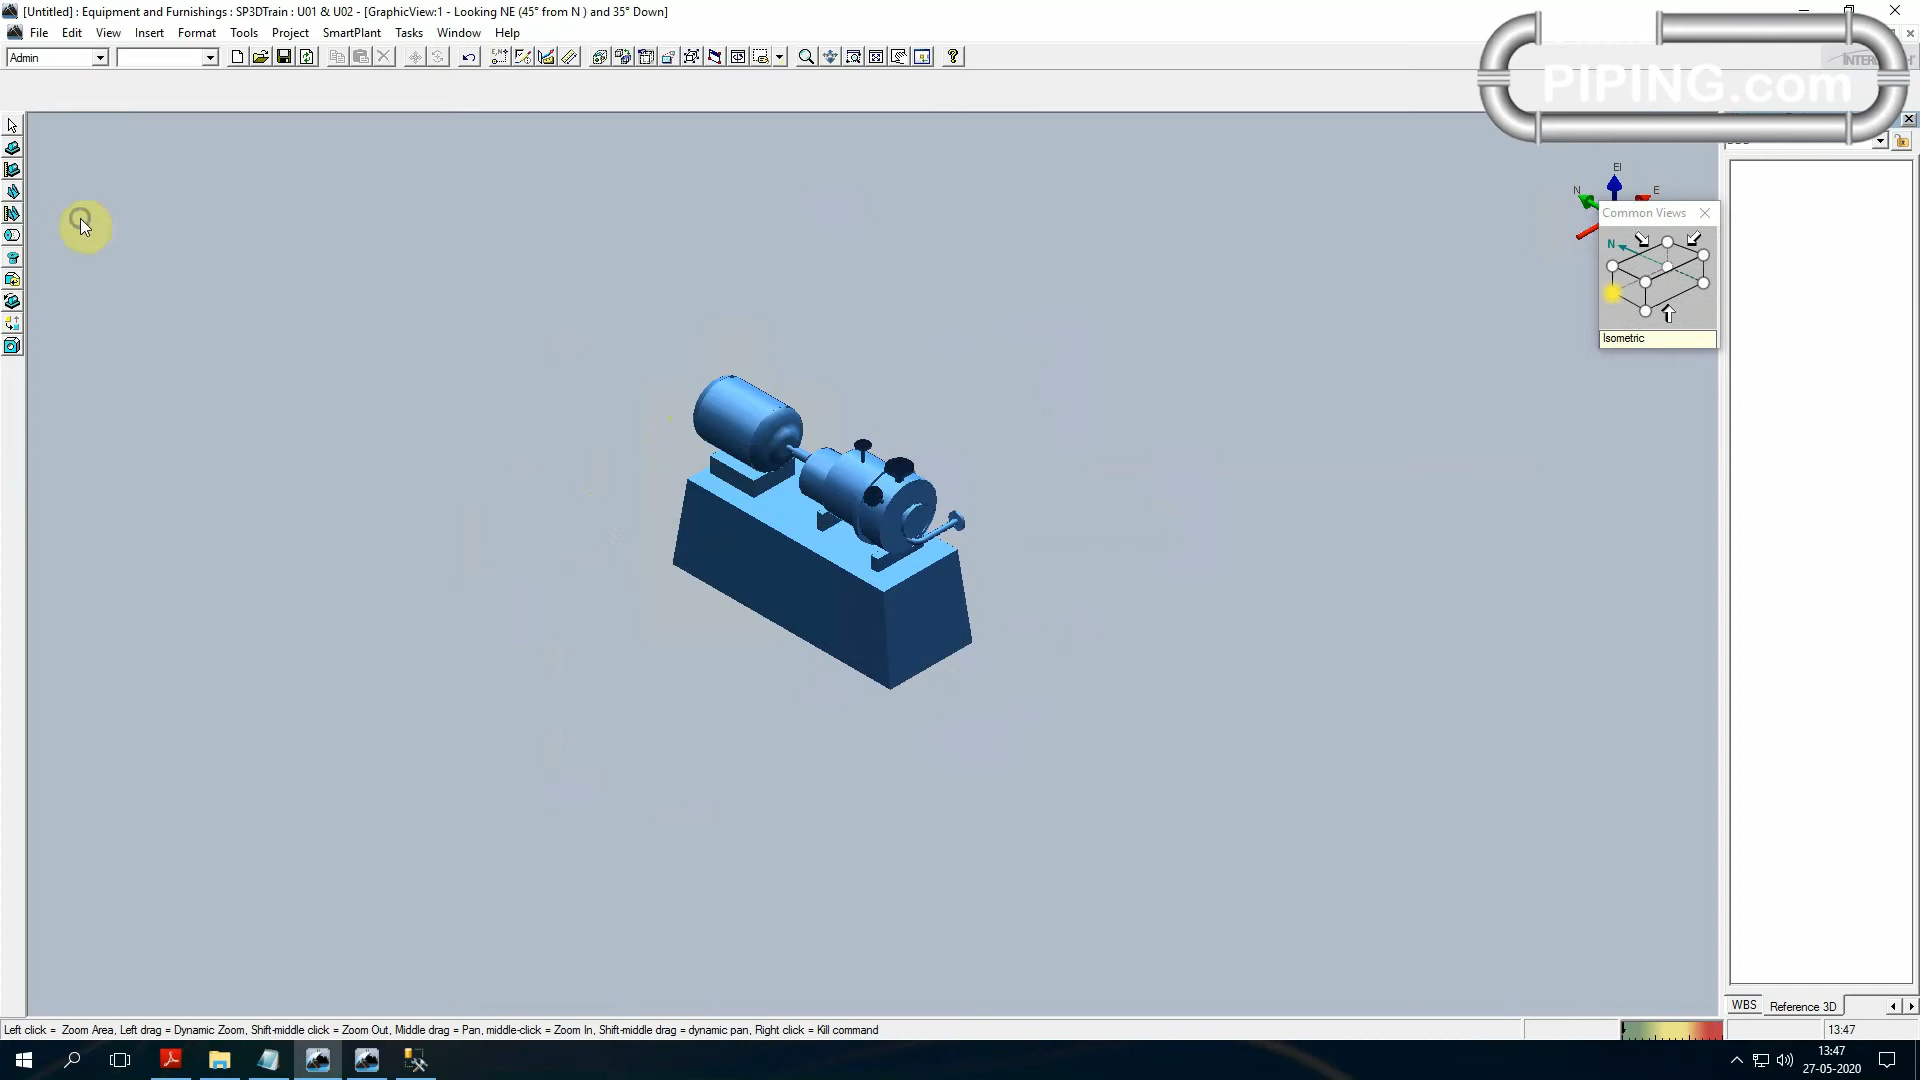 [Untitled] : Equipment and Furnishings : SP3DTrain : U01 & U02 - [GraphicView:1 - Looking NE (45° from N ) and 35° Down]
File Edit View Insert Format Tools Project SmartPlant Tasks Window Help
Admin
PIPING.com
El
N E
Common Views
N
Isometric
WBS Reference 3D
Left click = Zoom Area, Left drag = Dynamic Zoom, Shift-middle click = Zoom Out, Middle drag = Pan, middle-click = Zoom In, Shift-middle drag = dynamic pan, Right click = Kill command
13:47
13:47
27-05-2020